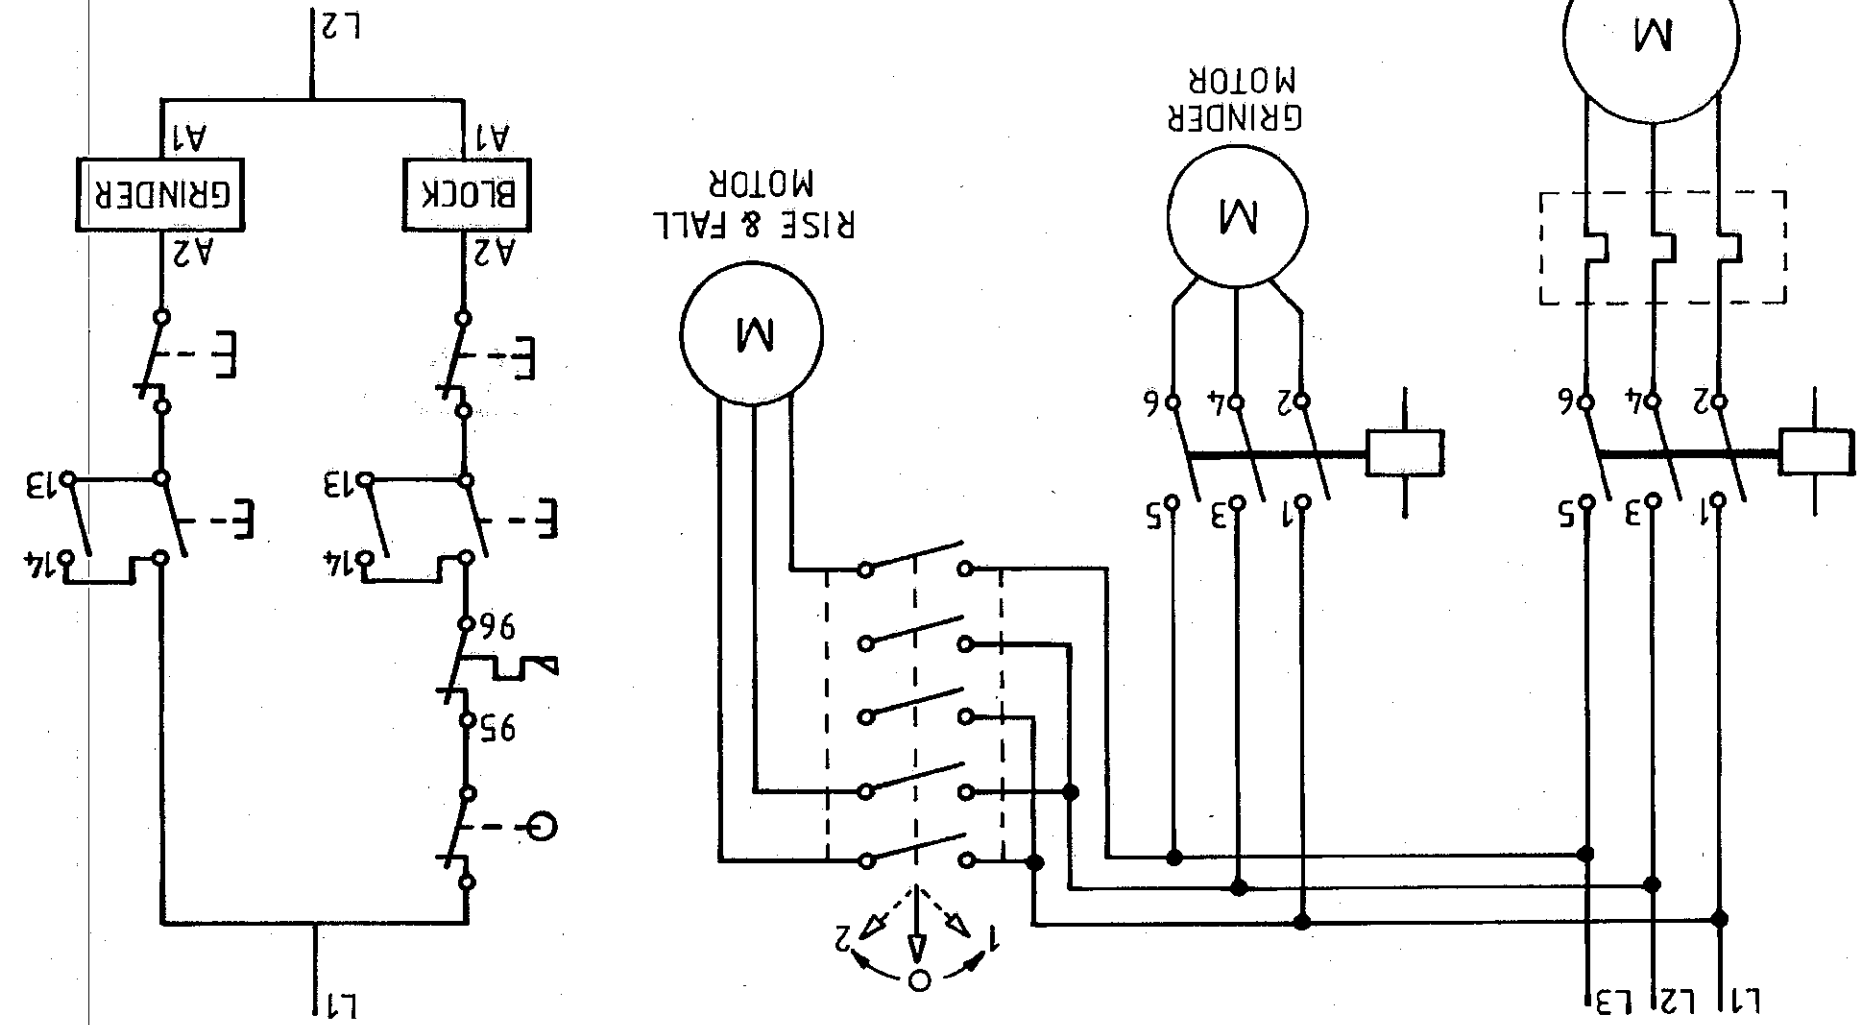 L1 L2 L3
1 3 5
2 4 6
M
1 3 5
2 4 6
M
GRINDER
MOTOR
1 O 2
M
RISE & FALL
MOTOR
L1
95
96
14
13
14
13
A2
BLOCK
A1
A2
GRINDER
A1
L2